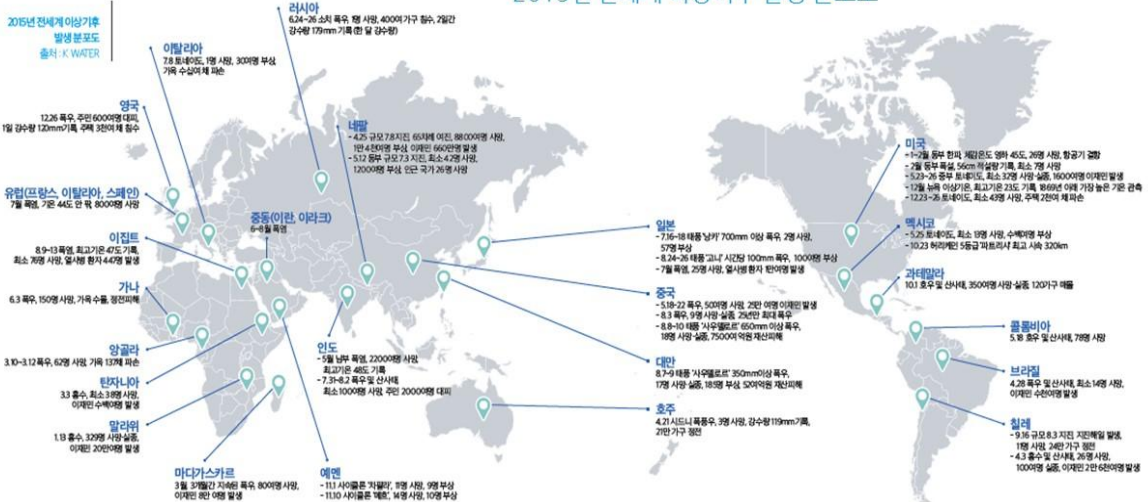 2015년 전세계 이상기후
발생 분포도
출처 : K WATER
러시아
6.24~26 소치 폭우, 1명 사망, 400여 가구 침수, 2일간
강수량 179mm 기록(한 달 강수량)
이탈리아
7.8 토네이도, 1명 사망, 30여명 부상,
가옥 수십여 채 파손
영국
12.26 폭우, 주민 600여명 대피,
1일 강수량 120mm기록, 주택 3천여 채 침수
네팔
- 4.25 규모 7.8 지진, 65차례 여진, 8800여명 사망,
1만 4천여명 부상, 이재민 660만명 발생
- 5.12 동부 규모 7.3 지진, 최소 42명 사망,
1200여명 부상, 인근 국가 26명 사망
유럽(프랑스, 이탈리아, 스페인)
7월 폭염, 기온 44도 안 팎, 800여명 사망
중동(이란, 이라크)
6~8월 폭염
이집트
8.9~13 폭염, 최고기온 47도 기록,
최소 76명 사망, 열사병 환자 447명 발생
가나
6.3 폭우, 150명 사망, 가옥 수몰, 정전피해
앙골라
3.10~3.12 폭우, 62명 사망, 가옥 137채 파손
탄자니아
3.3 홍수, 최소 38명 사망,
이재민 수백여명 발생
말라위
1.13 홍수, 329명 사망·실종,
이재민 20만여명 발생
마다가스카르
3월 3개월간 지속된 폭우, 80여명 사망,
이재민 8만 여명 발생
예멘
- 11.1 사이클론 '차팔라', 11명 사망, 9명 부상
- 11.10 사이클론 '메흐', 14명 사망, 10명 부상
인도
- 5월 남부 폭염, 2200여명 사망,
최고기온 48도 기록
- 7.31~8.2 폭우 및 산사태
최소 100여명 사망, 주민 2000여명 대피
일본
- 7.16~18 태풍 '낭카' 700mm 이상 폭우, 2명 사망,
57명 부상
- 8.24~26 태풍 '고니' 시간당 100mm 폭우, 100여명 부상
- 7월 폭염, 25명 사망, 열사병 환자 1만여명 발생
중국
- 5.18~22 폭우, 50여명 사망, 25만 여명 이재민 발생
- 8.3 폭우, 9명 사망·실종, 25년만 최대 폭우
- 8.8~10 태풍 '사우델로르' 650mm 이상 폭우,
18명 사망·실종, 7500여 억원 재산피해
대만
8.7~9 태풍 '사우델로르' 350mm이상 폭우,
17명 사망·실종, 185명 부상, 520억원 재산피해
호주
4.21 시드니 폭풍우, 3명 사망, 강수량 119mm기록,
21만 가구 정전
미국
- 1~2월 동부 한파, 체감온도 영하 45도, 26명 사망, 항공기 결항
- 2월 동부 폭설, 56cm 적설량 기록, 최소 7명 사망
- 5.23~26 중부 토네이도, 최소 32명 사망·실종, 1600여명 이재민 발생
- 12월 뉴욕 이상기온, 최고기온 23도 기록, 1869년 이래 가장 높은 기온 관측
- 12.23~26 토네이도, 최소 43명 사망, 주택 2천여 채 파손
멕시코
- 5.25 토네이도, 최소 13명 사망, 수백여명 부상
- 10.23 허리케인 5등급 '파트리샤' 최고 시속 320km
과테말라
10.1 호우 및 산사태, 350여명 사망·실종, 120가구 매몰
콜롬비아
5.18 호우 및 산사태, 78명 사망
브라질
4.28 폭우 및 산사태, 최소 14명 사망,
이재민 수천여명 발생
칠레
- 9.16 규모 8.3 지진, 지진해일 발생,
11명 사망, 24만 가구 정전
- 4.3 홍수 및 산사태, 26명 사망,
100여명 실종, 이재민 2만 6천여명 발생